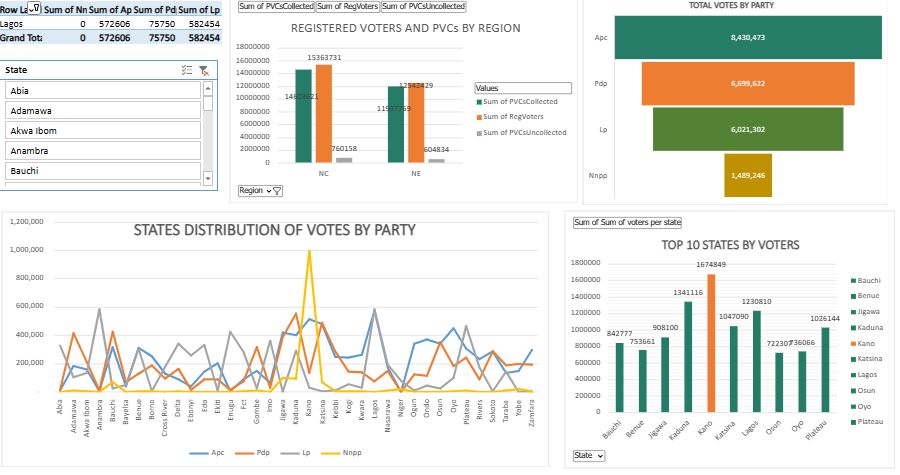 Row La Sum of Nn Sum of Ap Sum of Pd Sum of Lp
Lagos 0 572606 75750 582454
Grand Tota 0 572606 75750 582454
State
Abia
Adamawa
Akwa Ibom
Anambra
Bauchi
Sum of PVCsCollected Sum of RegVoters Sum of PVCsUncollected
REGISTERED VOTERS AND PVCs BY REGION
18000000
16000000
14000000
12000000
10000000
8000000
6000000
4000000
2000000
0
15363731
760158
12542429
604834
NC NE
Values
Sum of PVCsCollected
Sum of RegVoters
Sum of PVCsUncollected
Region
TOTAL VOTES BY PARTY
Apc 8,430,473
Pdp 6,699,622
Lp 6,021,302
Nnpp 1,489,246
STATES DISTRIBUTION OF VOTES BY PARTY
1,200,000
1,000,000
800,000
600,000
400,000
200,000
-
Abia
Adamawa
Akwa Ibom
Anambra
Bauchi
Bayelsa
Benue
Borno
Cross River
Delta
Ebonyi
Edo
Ekiti
Enugu
Fct
Gombe
Imo
Jigawa
Kaduna
Kano
Katsina
Kebbi
Kogi
Kwara
Lagos
Nasarawa
Niger
Ogun
Ondo
Osun
Oyo
Plateau
Rivers
Sokoto
Taraba
Yobe
Zamfara
Apc Pdp Lp Nnpp
Sum of Sum of voters per state
TOP 10 STATES BY VOTERS
1800000
1600000
1400000
1200000
1000000
800000
600000
400000
200000
0
842777
753661
908100
1341116
1674849
1047090
1230810
722307
736066
1026144
Bauchi
Benue
Jigawa
Kaduna
Kano
Katsina
Lagos
Osun
Oyo
Plateau
Bauchi
Benue
Jigawa
Kaduna
Kano
Katsina
Lagos
Osun
Oyo
Plateau
State